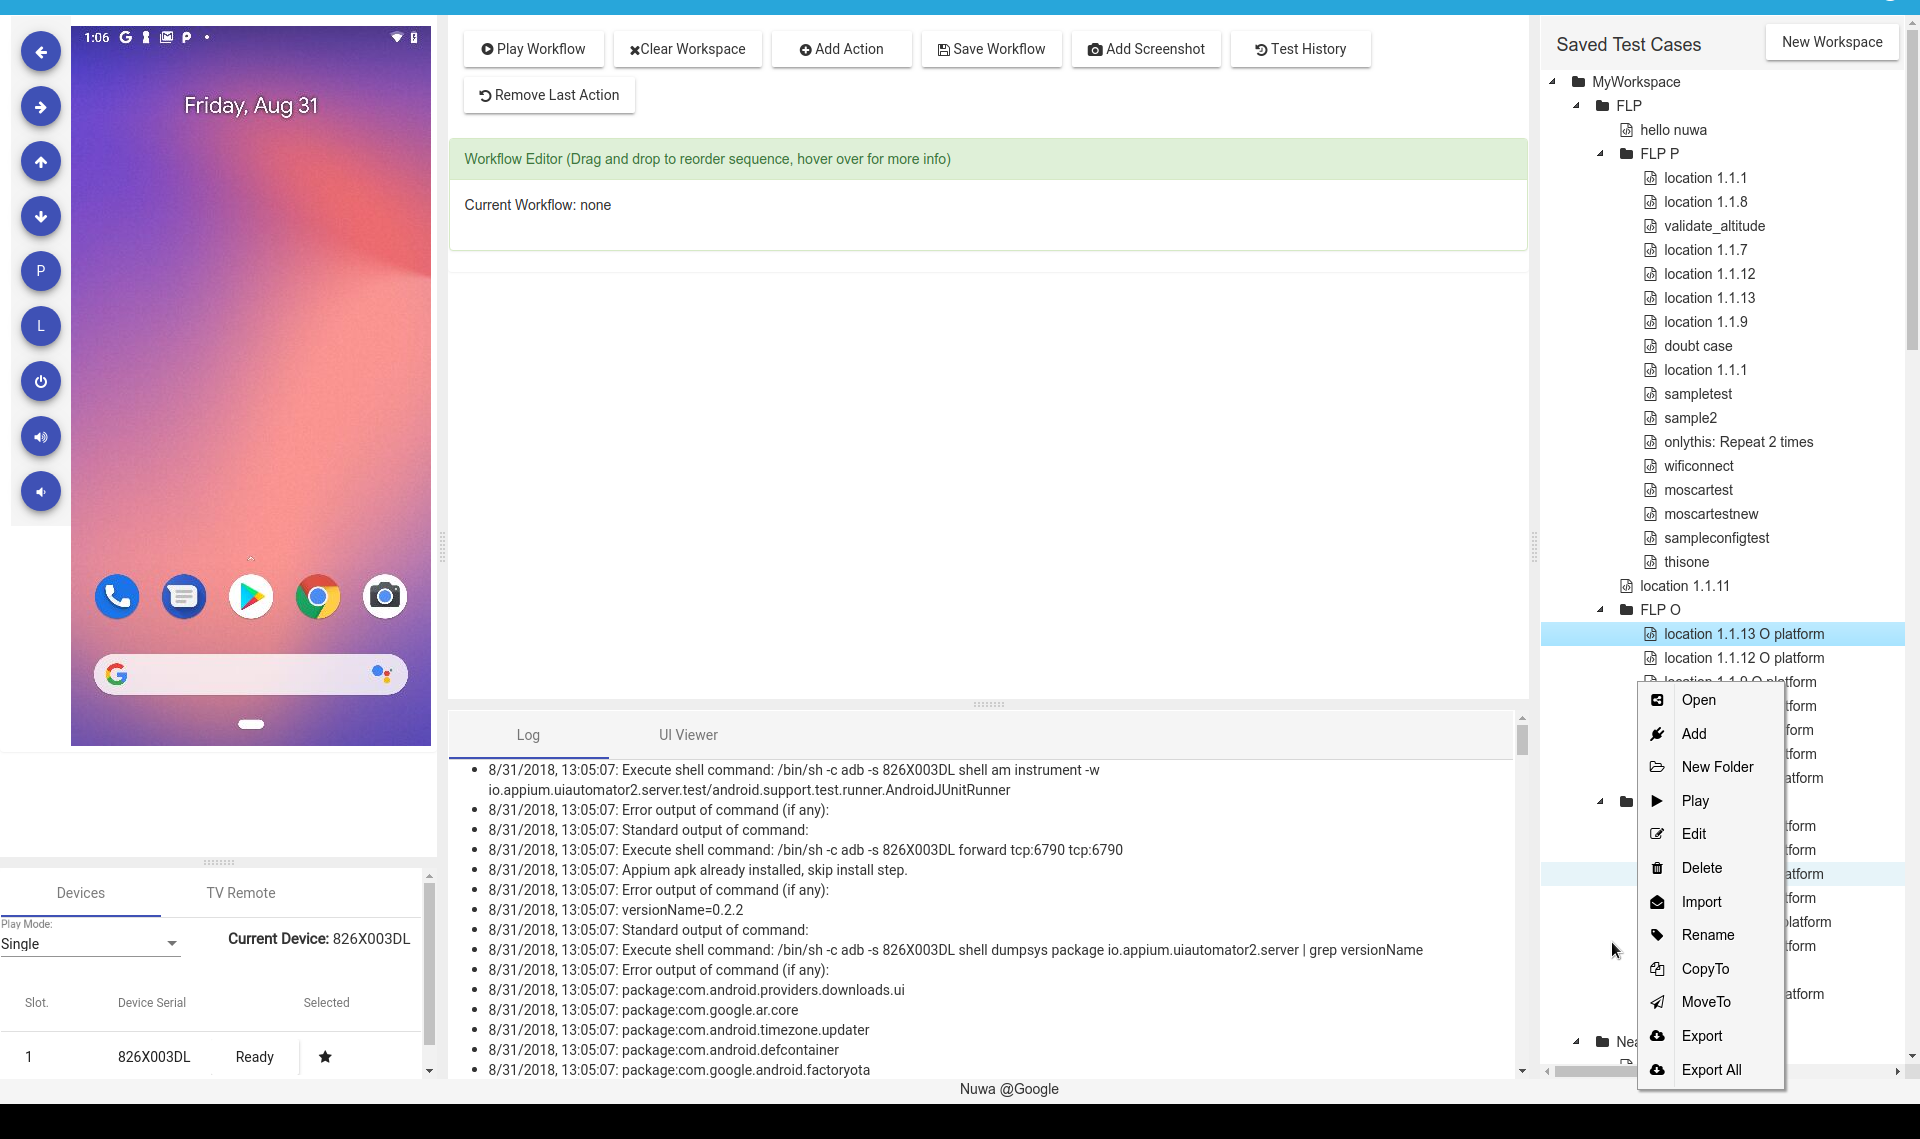 1:06
Friday, Aug 31
P
L
Play Workflow
Clear Workspace
Add Action
Save Workflow
Add Screenshot
Test History
Remove Last Action
Workflow Editor (Drag and drop to reorder sequence, hover over for more info)
Current Workflow: none
Log
UI Viewer
8/31/2018, 13:05:07: Execute shell command: /bin/sh -c adb -s 826X003DL shell am instrument -w
io.appium.uiautomator2.server.test/android.support.test.runner.AndroidJUnitRunner
8/31/2018, 13:05:07: Error output of command (if any):
8/31/2018, 13:05:07: Standard output of command:
8/31/2018, 13:05:07: Execute shell command: /bin/sh -c adb -s 826X003DL forward tcp:6790 tcp:6790
8/31/2018, 13:05:07: Appium apk already installed, skip install step.
8/31/2018, 13:05:07: Error output of command (if any):
8/31/2018, 13:05:07: versionName=0.2.2
8/31/2018, 13:05:07: Standard output of command:
8/31/2018, 13:05:07: Execute shell command: /bin/sh -c adb -s 826X003DL shell dumpsys package io.appium.uiautomator2.server | grep versionName
8/31/2018, 13:05:07: Error output of command (if any):
8/31/2018, 13:05:07: package:com.android.providers.downloads.ui
8/31/2018, 13:05:07: package:com.google.ar.core
8/31/2018, 13:05:07: package:com.android.timezone.updater
8/31/2018, 13:05:07: package:com.android.defcontainer
8/31/2018, 13:05:07: package:com.google.android.factoryota
Devices
TV Remote
Play Mode:
Single
Current Device: 826X003DL
Slot.
Device Serial
Selected
1
826X003DL
Ready
Nuwa @Google
Saved Test Cases
New Workspace
MyWorkspace
FLP
hello nuwa
FLP P
location 1.1.1
location 1.1.8
validate_altitude
location 1.1.7
location 1.1.12
location 1.1.13
location 1.1.9
doubt case
location 1.1.1
sampletest
sample2
onlythis: Repeat 2 times
wificonnect
moscartest
moscartestnew
sampleconfigtest
thisone
location 1.1.11
FLP O
location 1.1.13 O platform
location 1.1.12 O platform
location 1.1.9 O platform
Open
Add
New Folder
Play
Edit
Delete
Import
Rename
CopyTo
MoveTo
Export
Export All